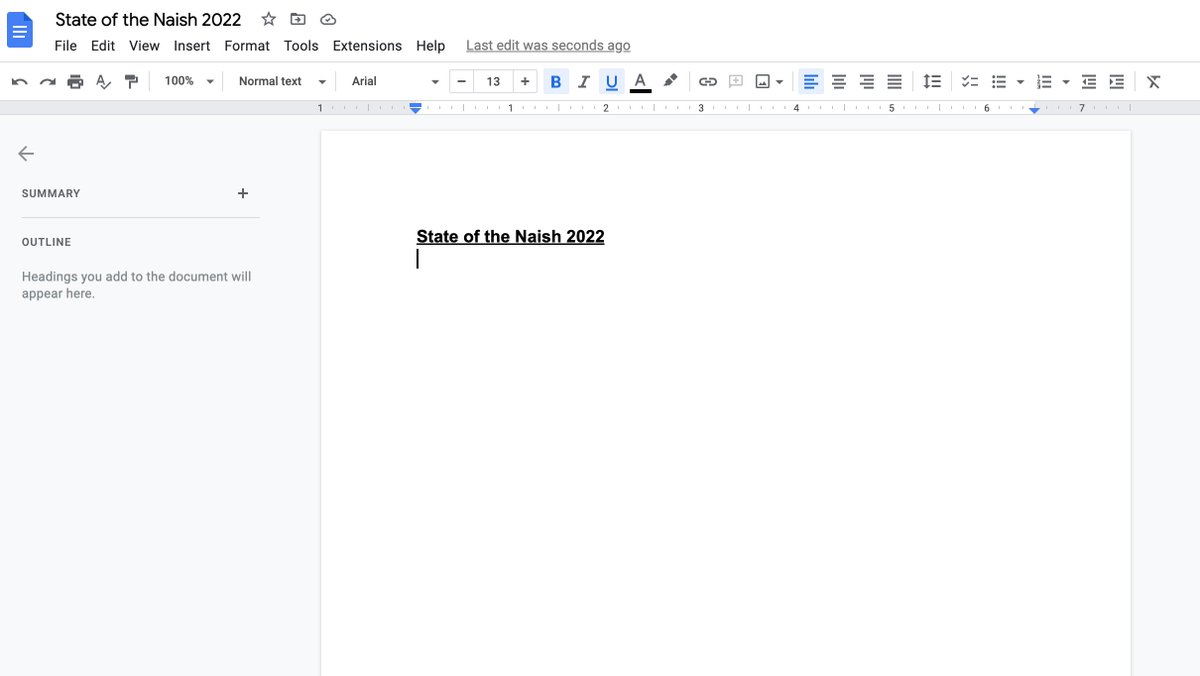 State of the Naish 2022
File Edit View Insert Format Tools Extensions Help Last edit was seconds ago
100% Normal text Arial − 13 + B I U A
1 1 2 3 4 5 6 7
SUMMARY +
OUTLINE
Headings you add to the document will
appear here.
State of the Naish 2022